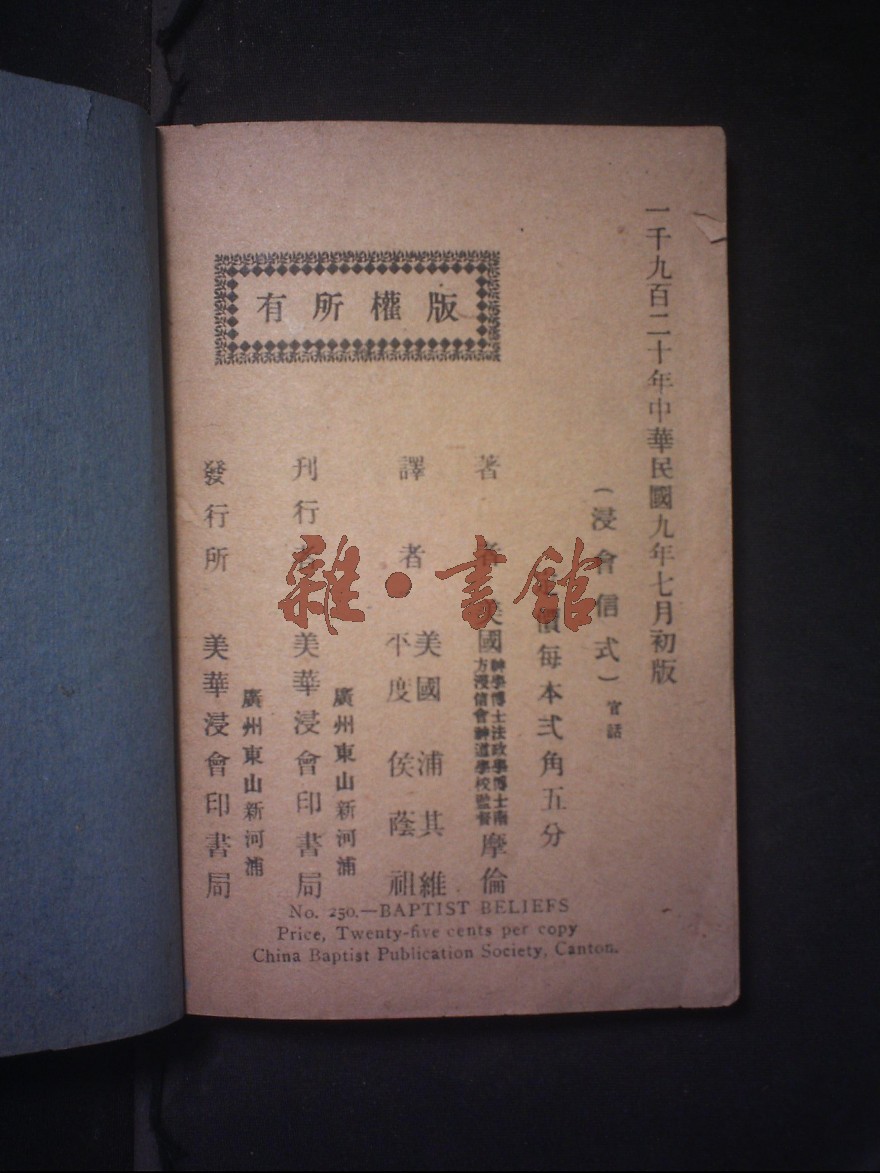 一千九百二十年中華民國九年七月初版
(浸會信式) 官話
價每本弍角五分
著者 美國神學博士法政學博士南方浸信會神道學校監督 摩倫
譯者 美國 浦其維
平度 侯蔭祖
廣州東山新河浦
刊行者 美華浸會印書局
廣州東山新河浦
發行所 美華浸會印書局
版權所有
No. 250.—BAPTIST BELIEFS
Price, Twenty-five cents per copy
China Baptist Publication Society, Canton.
雜·書館